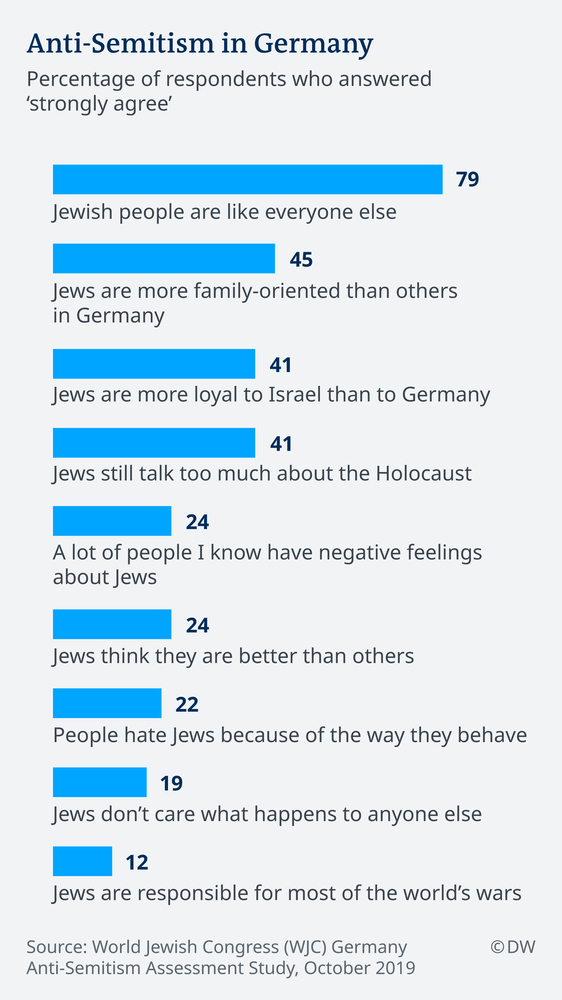 Anti-Semitism in Germany
Percentage of respondents who answered
‘strongly agree’
79
Jewish people are like everyone else
45
Jews are more family-oriented than others
in Germany
41
Jews are more loyal to Israel than to Germany
41
Jews still talk too much about the Holocaust
24
A lot of people I know have negative feelings
about Jews
24
Jews think they are better than others
22
People hate Jews because of the way they behave
19
Jews don’t care what happens to anyone else
12
Jews are responsible for most of the world’s wars
Source: World Jewish Congress (WJC) Germany
Anti-Semitism Assessment Study, October 2019
© DW